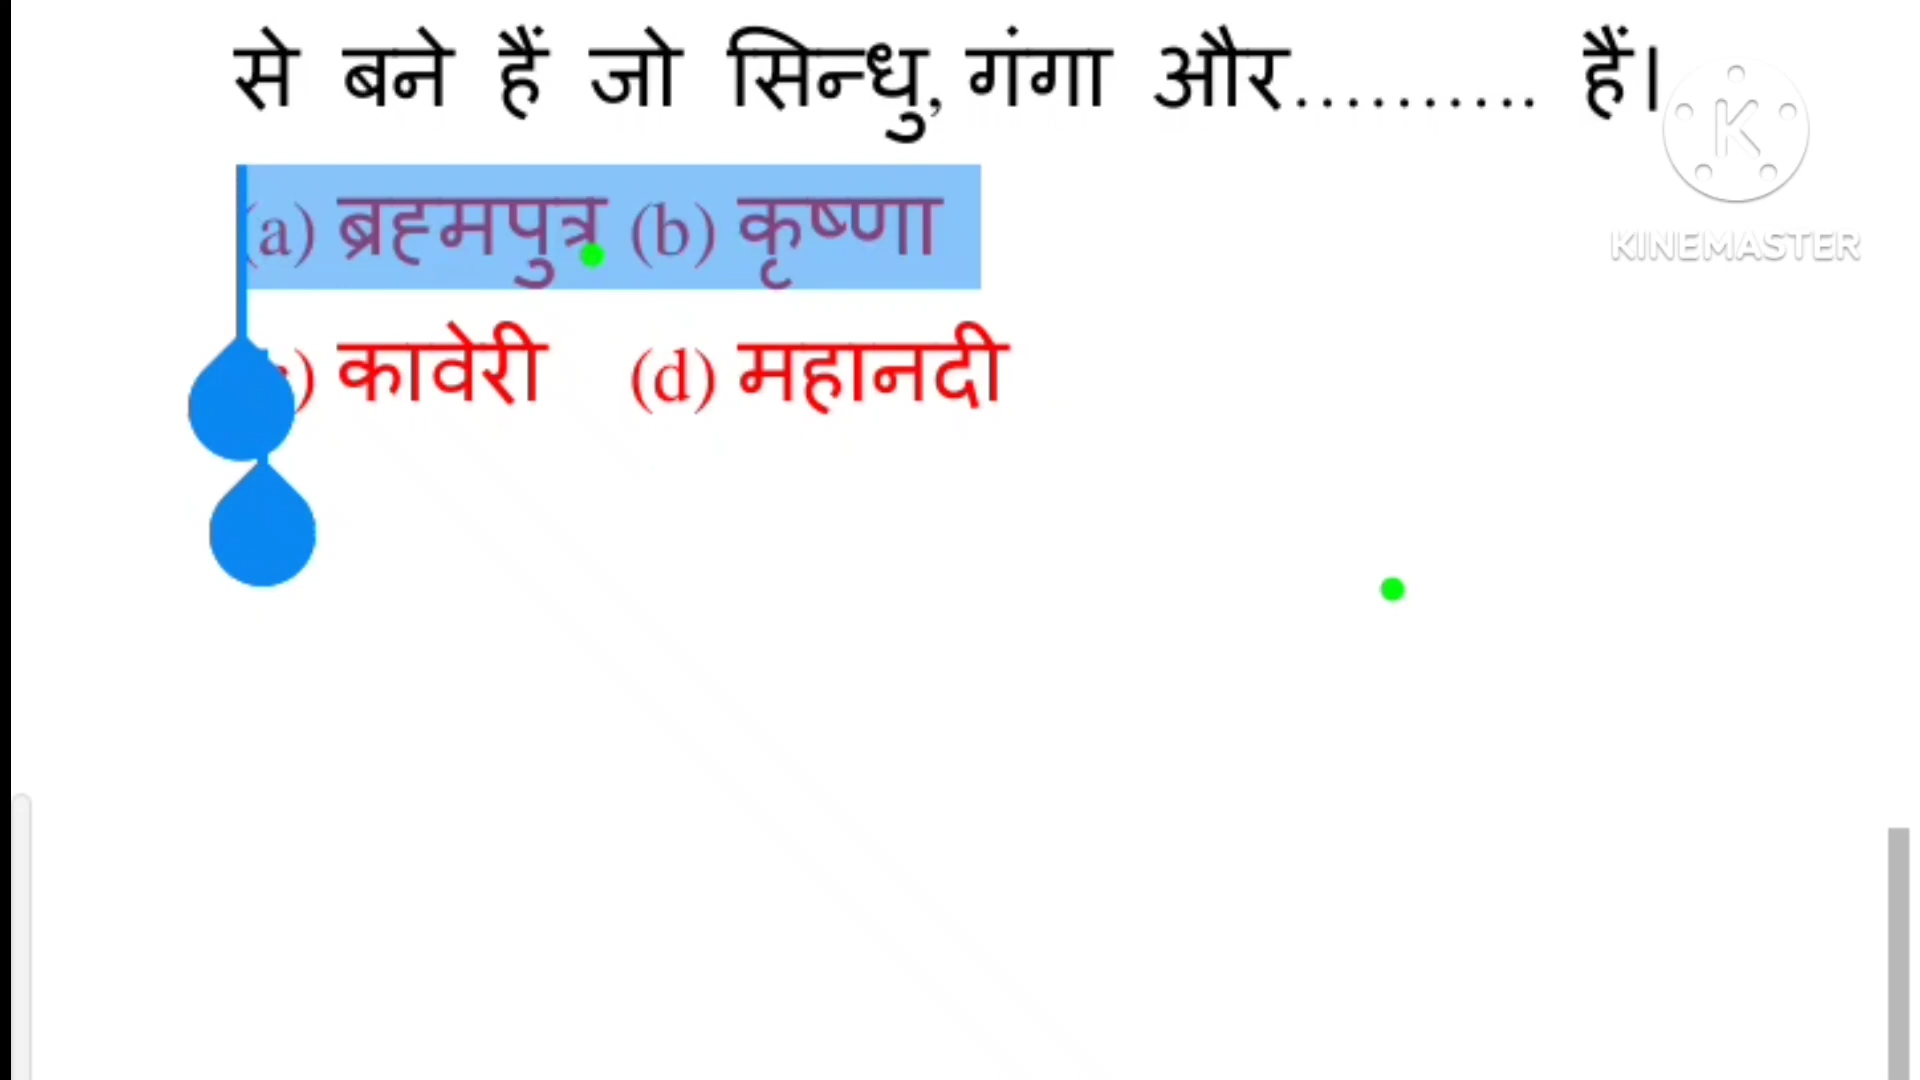 से बने हैं जो सिन्धु, गंगा और.......... हैं।
(a) ब्रह्मपुत्र (b) कृष्णा
) कावेरी (d) महानदी
K
KINEMASTER